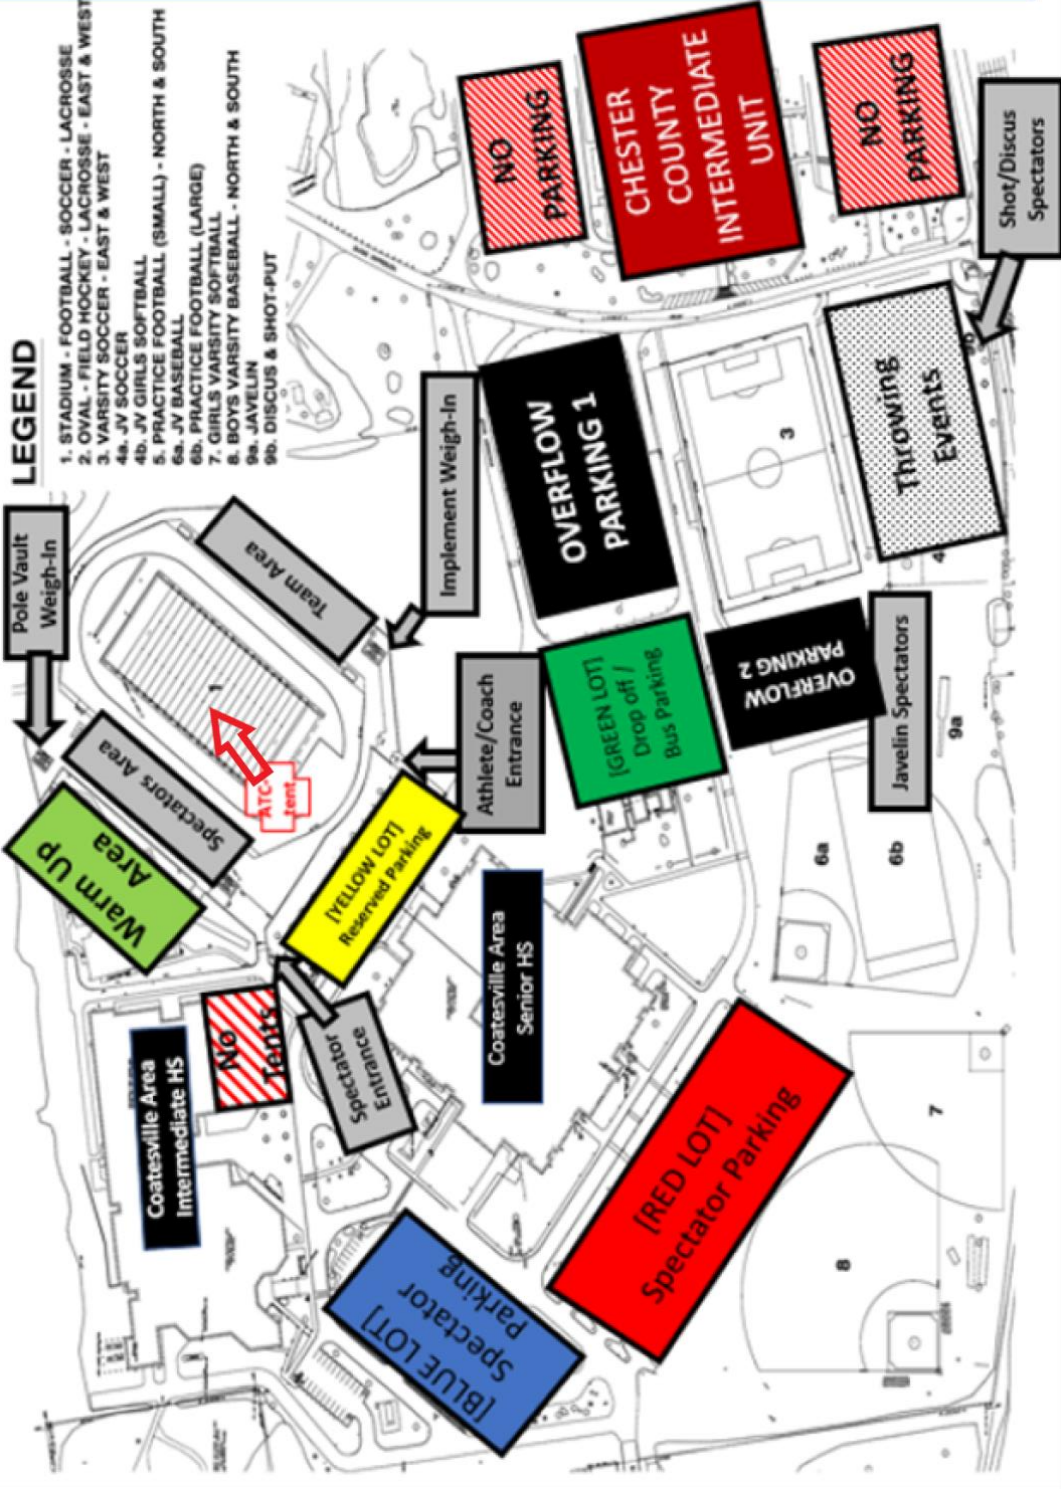 LEGEND
1. STADIUM - FOOTBALL - SOCCER - LACROSSE
2. OVAL - FIELD HOCKEY - LACROSSE - EAST & WEST
3. VARSITY SOCCER - EAST & WEST
4a. JV SOCCER
4b. JV GIRLS SOFTBALL
5. PRACTICE FOOTBALL (SMALL) - NORTH & SOUTH
6a. JV BASEBALL
6b. PRACTICE FOOTBALL (LARGE)
7. GIRLS VARSITY SOFTBALL
8. BOYS VARSITY BASEBALL - NORTH & SOUTH
9a. JAVELIN
9b. DISCUS & SHOT-PUT
Pole Vault
Weigh-In
Team Area
Implement Weigh-In
1
Spectators Area
ATC
tent
Warm Up
Area
Athlete/Coach
Entrance
[YELLOW LOT]
Reserved Parking
No
Tents
Spectator
Entrance
Coatesville Area
Intermediate HS
Coatesville Area
Senior HS
[BLUE LOT]
Spectator
Parking
[RED LOT]
Spectator Parking
[GREEN LOT]
Drop off /
Bus Parking
OVERFLOW
PARKING 1
OVERFLOW
PARKING 2
NO
PARKING
CHESTER
COUNTY
INTERMEDIATE
UNIT
NO
PARKING
Shot/Discus
Spectators
Throwing
Events
3
4
9b
Javelin Spectators
9a
6a
6b
7
8